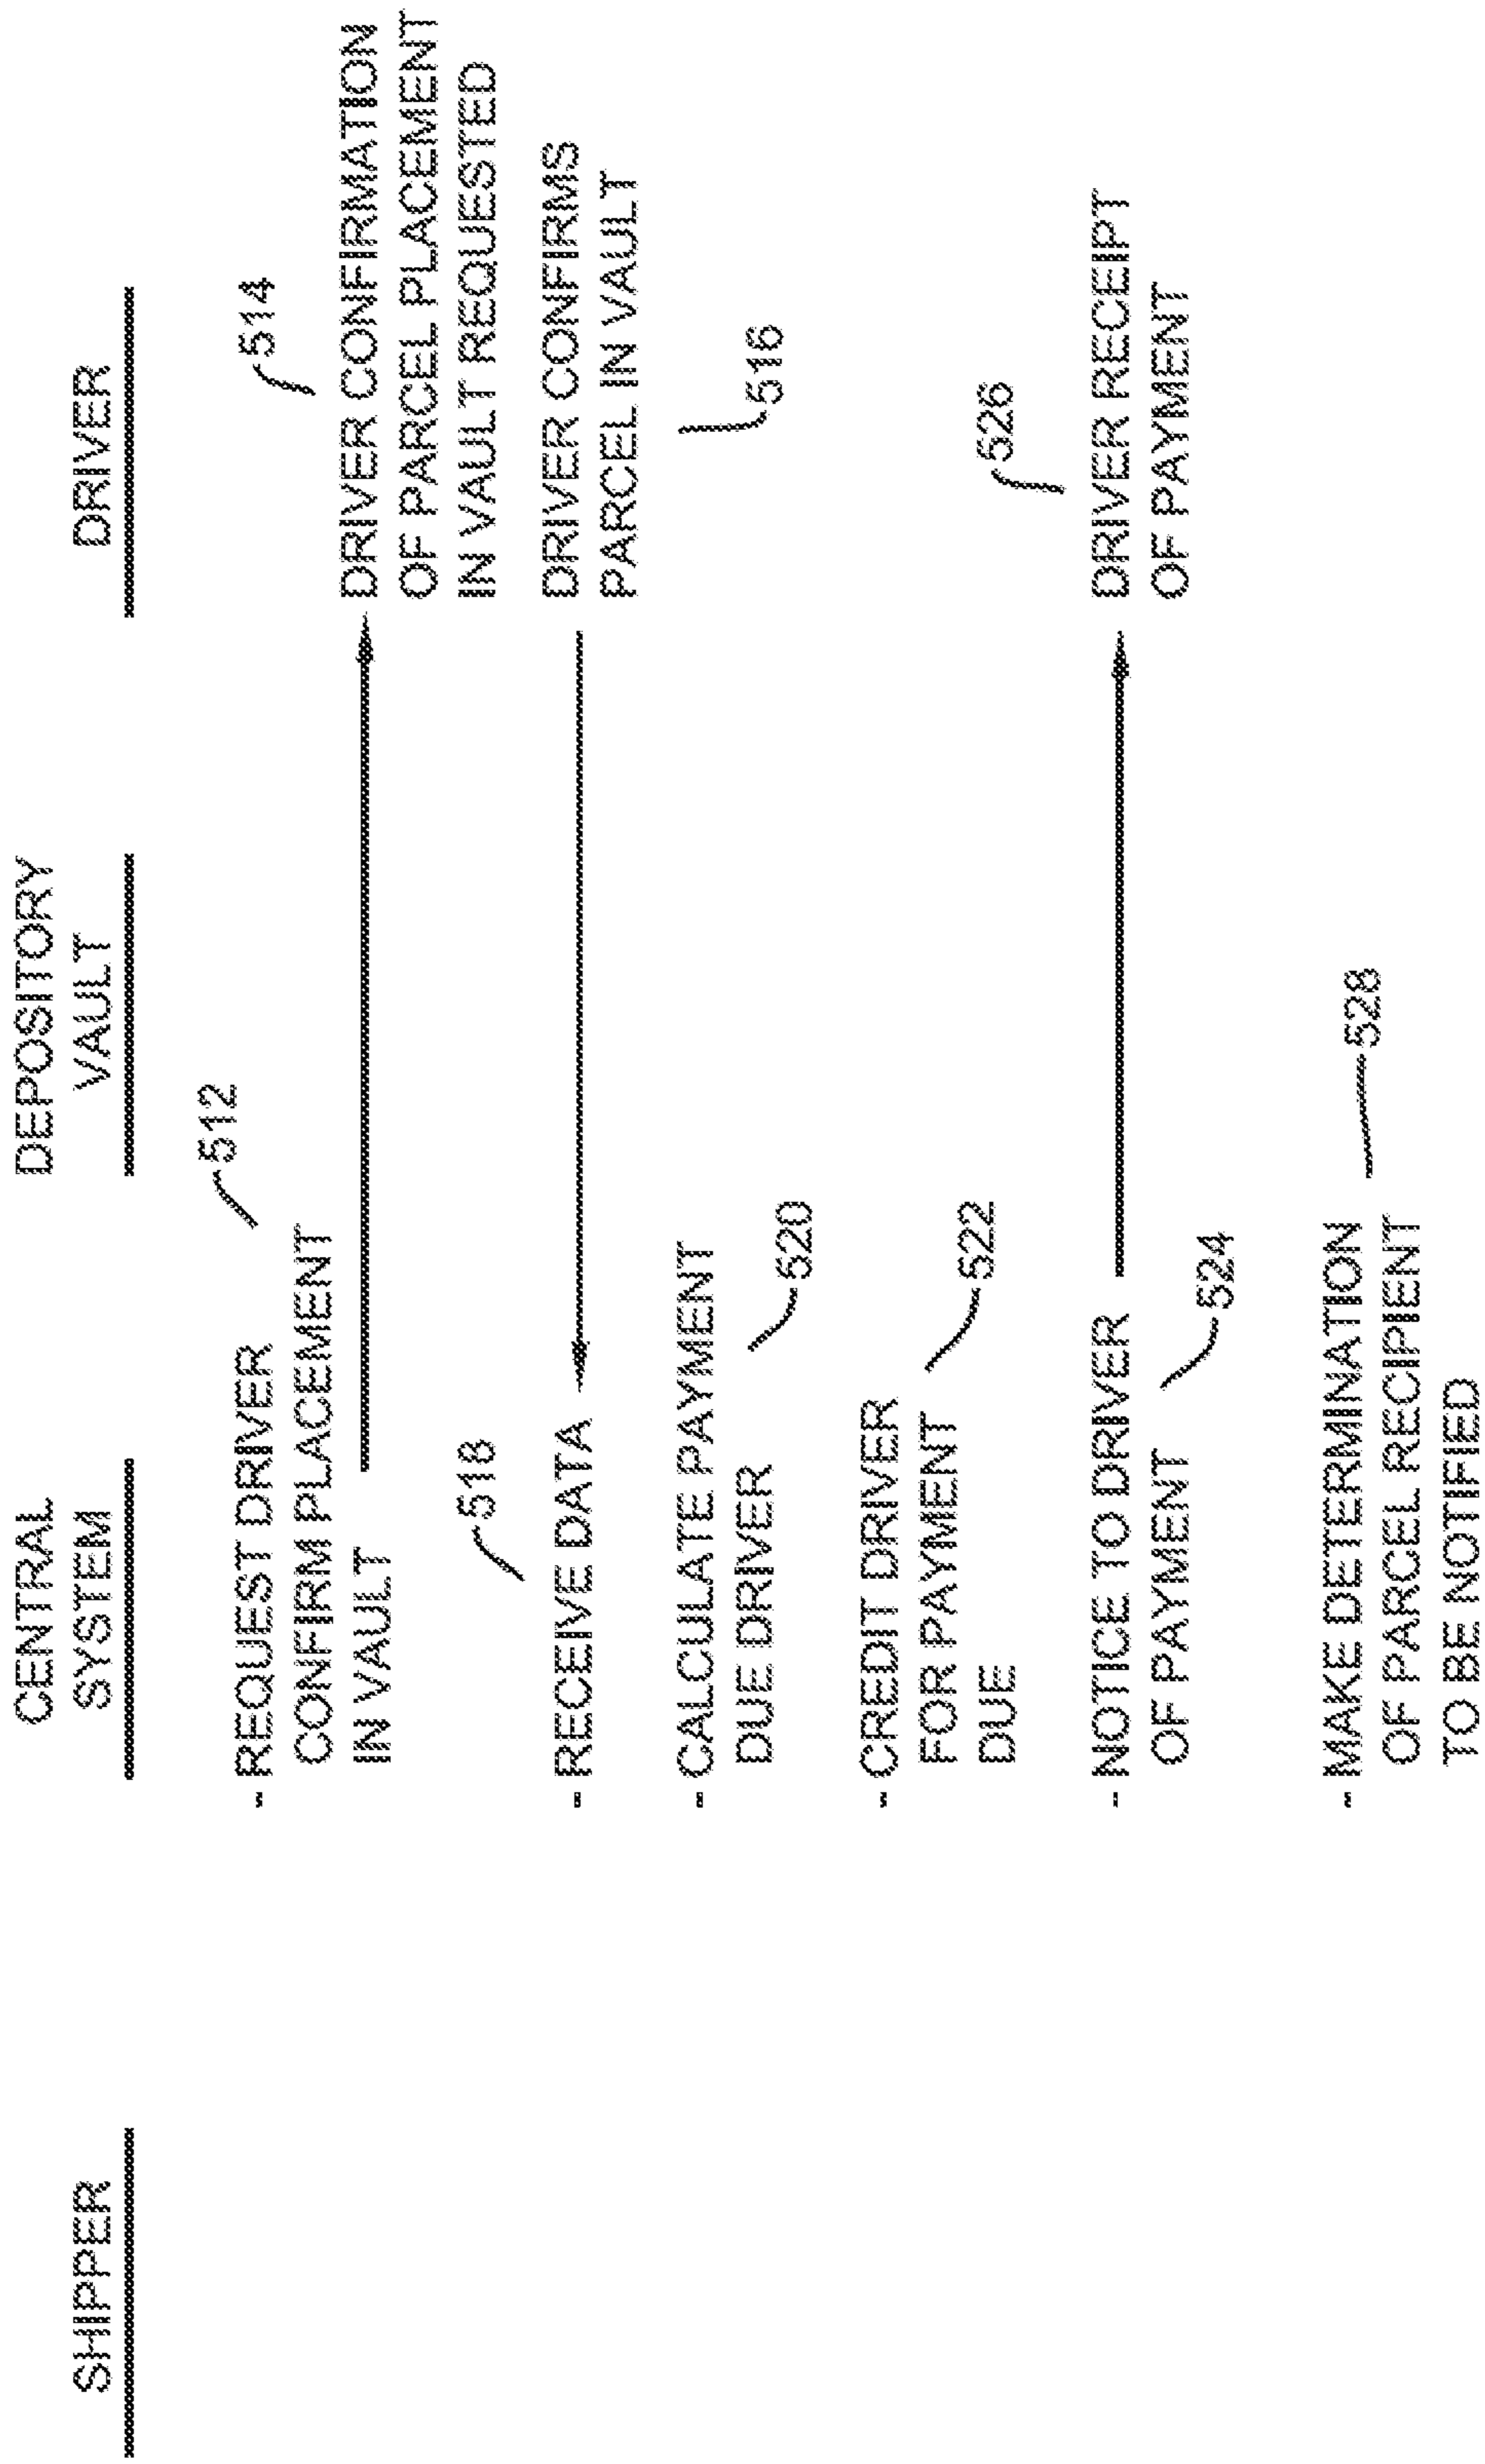 SHIPPER
CENTRAL
SYSTEM
DEPOSITORY
VAULT
DRIVER
512
- REQUEST DRIVER
CONFIRM PLACEMENT
IN VAULT
514
DRIVER CONFIRMATION
OF PARCEL PLACEMENT
IN VAULT REQUESTED
518
- RECEIVE DATA
DRIVER CONFIRMS
PARCEL IN VAULT
516
- CALCULATE PAYMENT
DUE DRIVER
520
- CREDIT DRIVER
FOR PAYMENT
DUE
522
526
- NOTICE TO DRIVER
OF PAYMENT
524
DRIVER RECEIPT
OF PAYMENT
- MAKE DETERMINATION
OF PARCEL RECIPIENT
TO BE NOTIFIED
528